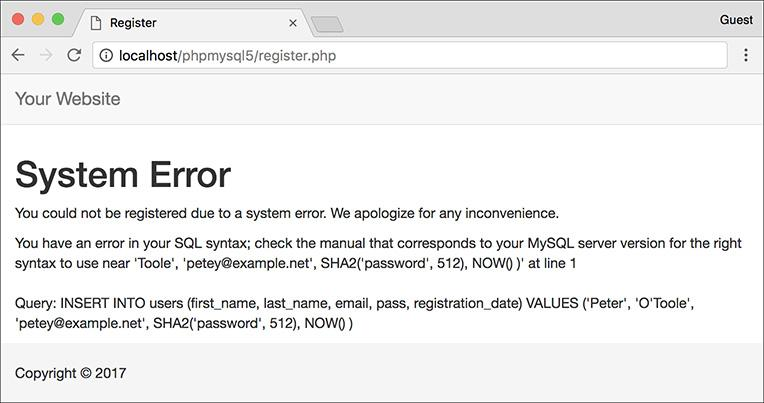 Register
Guest
localhost/phpmysql5/register.php
Your Website
System Error
You could not be registered due to a system error. We apologize for any inconvenience.
You have an error in your SQL syntax; check the manual that corresponds to your MySQL server version for the right
syntax to use near 'Toole', 'petey@example.net', SHA2('password', 512), NOW() )' at line 1
Query: INSERT INTO users (first_name, last_name, email, pass, registration_date) VALUES ('Peter', 'O'Toole',
'petey@example.net', SHA2('password', 512), NOW() )
Copyright © 2017